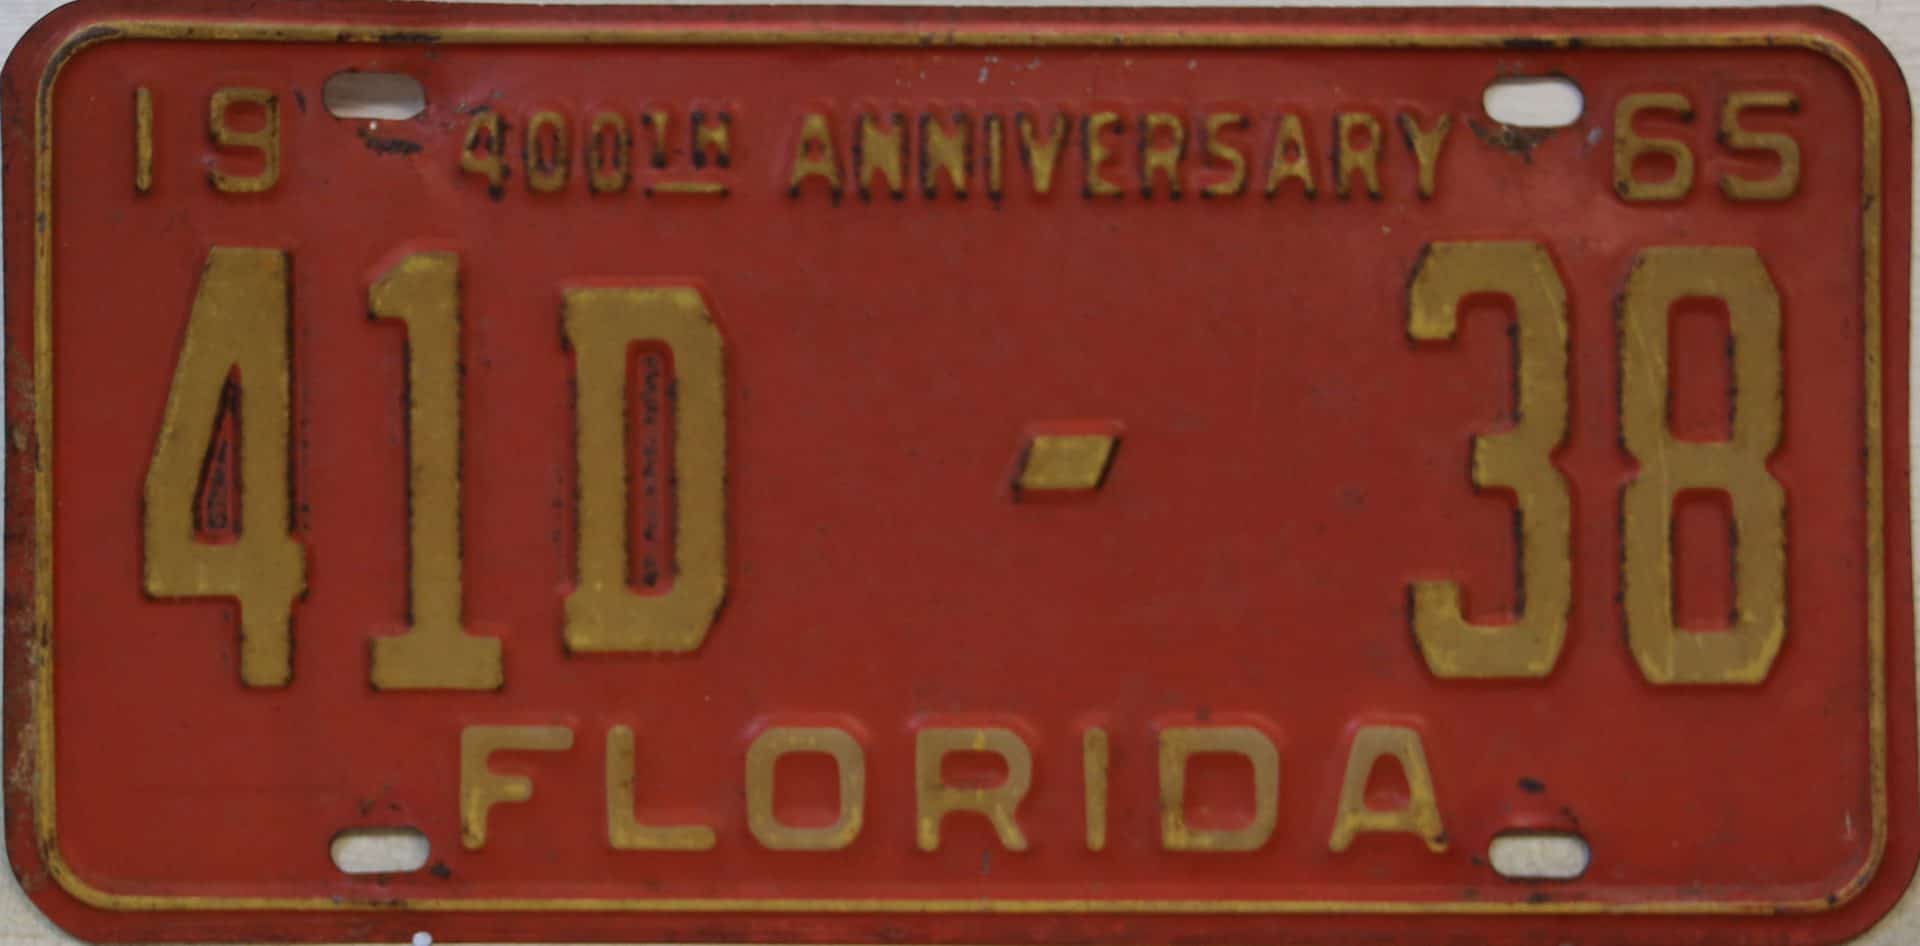 19 400TH ANNIVERSARY 65
41D - 38
FLORIDA